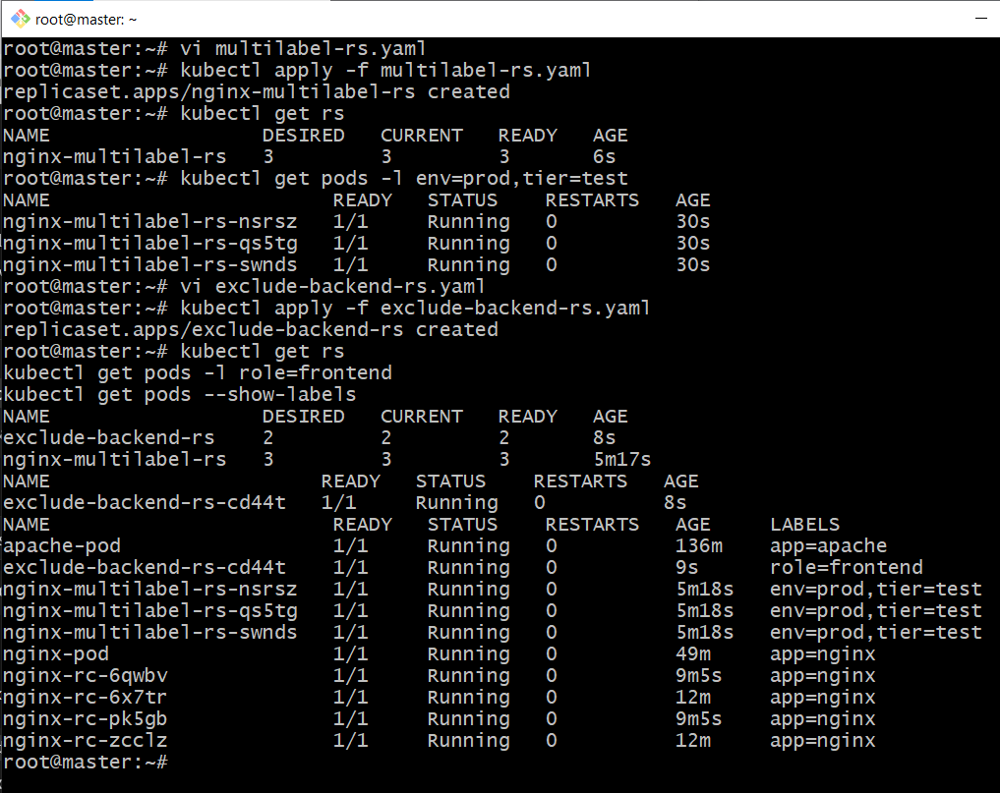 root@master: ~
root@master:~# vi multilabel-rs.yaml
root@master:~# kubectl apply -f multilabel-rs.yaml
replicaset.apps/nginx-multilabel-rs created
root@master:~# kubectl get rs
NAME                  DESIRED   CURRENT   READY   AGE
nginx-multilabel-rs   3         3         3       6s
root@master:~# kubectl get pods -l env=prod,tier=test
NAME                        READY   STATUS    RESTARTS   AGE
nginx-multilabel-rs-nsrsz   1/1     Running   0          30s
nginx-multilabel-rs-qs5tg   1/1     Running   0          30s
nginx-multilabel-rs-swnds   1/1     Running   0          30s
root@master:~# vi exclude-backend-rs.yaml
root@master:~# kubectl apply -f exclude-backend-rs.yaml
replicaset.apps/exclude-backend-rs created
root@master:~# kubectl get rs
kubectl get pods -l role=frontend
kubectl get pods --show-labels
NAME                  DESIRED   CURRENT   READY   AGE
exclude-backend-rs    2         2         2       8s
nginx-multilabel-rs   3         3         3       5m17s
NAME                       READY   STATUS    RESTARTS   AGE
exclude-backend-rs-cd44t   1/1     Running   0          8s
NAME                        READY   STATUS    RESTARTS   AGE     LABELS
apache-pod                  1/1     Running   0          136m    app=apache
exclude-backend-rs-cd44t    1/1     Running   0          9s      role=frontend
nginx-multilabel-rs-nsrsz   1/1     Running   0          5m18s   env=prod,tier=test
nginx-multilabel-rs-qs5tg   1/1     Running   0          5m18s   env=prod,tier=test
nginx-multilabel-rs-swnds   1/1     Running   0          5m18s   env=prod,tier=test
nginx-pod                   1/1     Running   0          49m     app=nginx
nginx-rc-6qwbv              1/1     Running   0          9m5s    app=nginx
nginx-rc-6x7tr              1/1     Running   0          12m     app=nginx
nginx-rc-pk5gb              1/1     Running   0          9m5s    app=nginx
nginx-rc-zcclz              1/1     Running   0          12m     app=nginx
root@master:~#